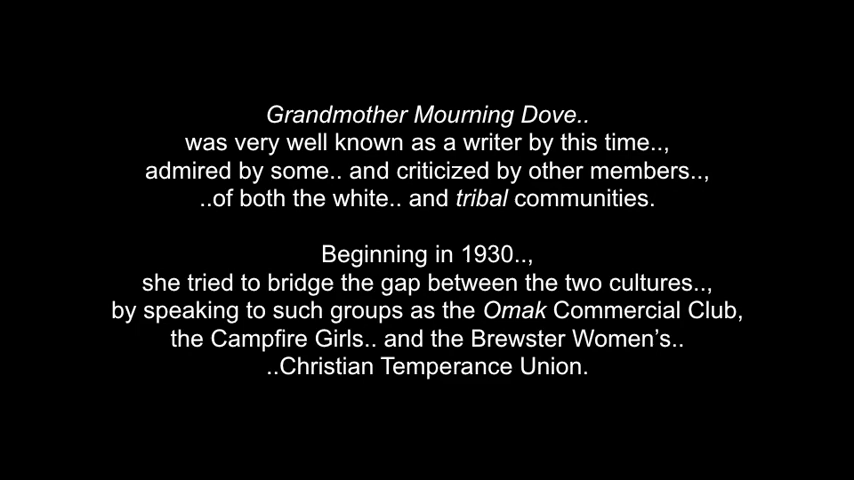 Grandmother Mourning Dove..
was very well known as a writer by this time..,
admired by some.. and criticized by other members..,
..of both the white.. and tribal communities.
Beginning in 1930..,
she tried to bridge the gap between the two cultures..,
by speaking to such groups as the Omak Commercial Club,
the Campfire Girls.. and the Brewster Women’s..
..Christian Temperance Union.